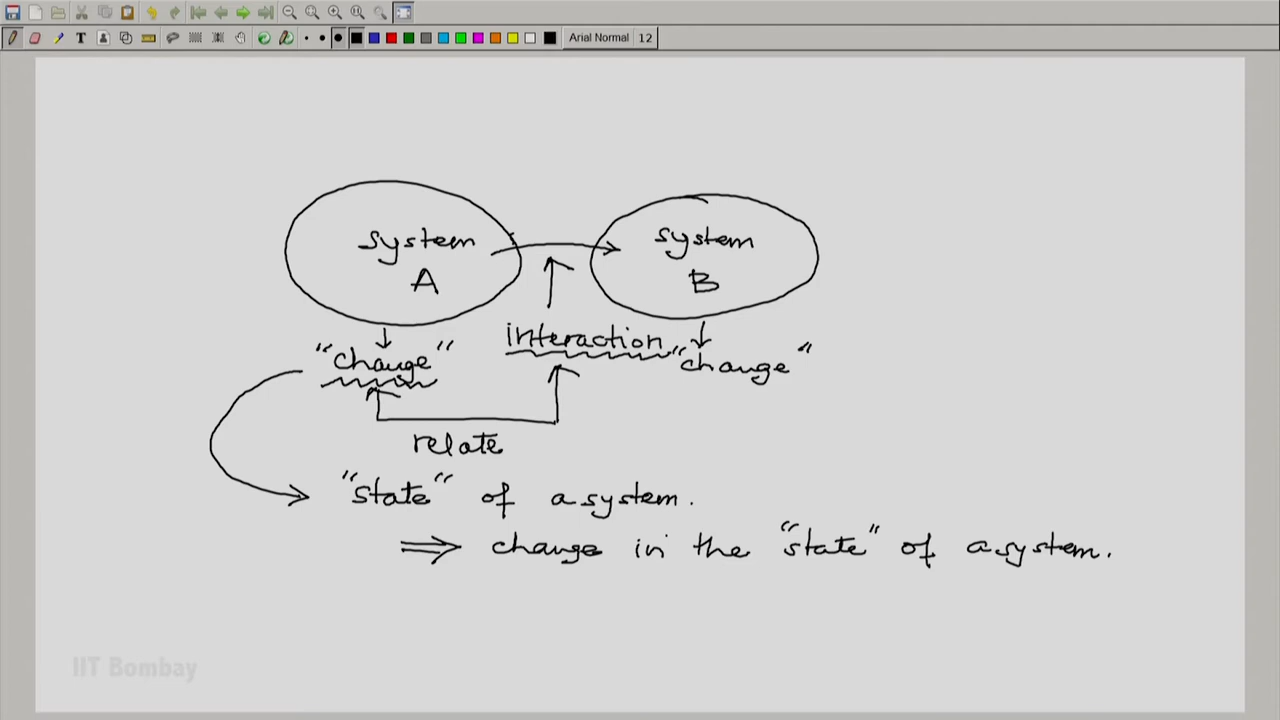 Arial Normal 12
system system
A B
interaction
"change" "change"
relate
"state" of a system.
⇒ change in the "state" of a system.
IIT Bombay